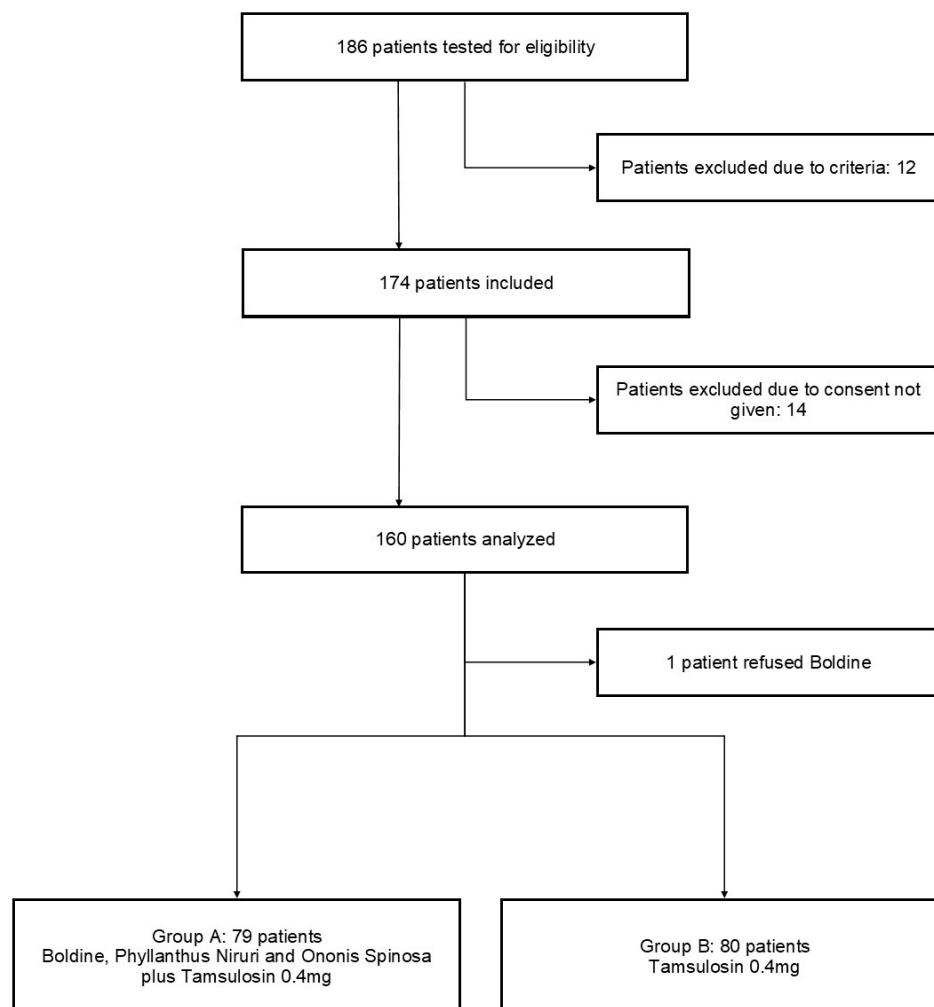 186 patients tested for eligibility
Patients excluded due to criteria: 12
174 patients included
Patients excluded due to consent not
given: 14
160 patients analyzed
1 patient refused Boldine
Group A: 79 patients
Boldine, Phyllanthus Niruri and Ononis Spinosa
plus Tamsulosin 0.4mg
Group B: 80 patients
Tamsulosin 0.4mg